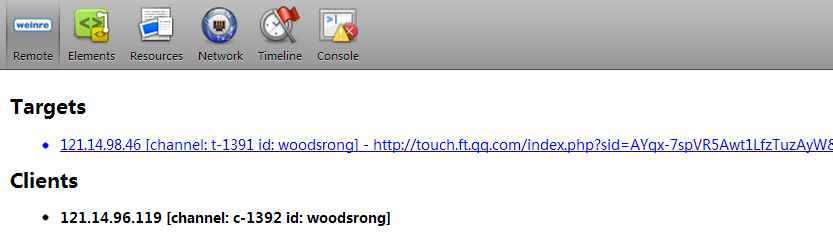 weinre
Remote Elements Resources Network Timeline Console
Targets
121.14.98.46 [channel: t-1391 id: woodsrong] - http://touch.ft.qq.com/index.php?sid=AYqx-7spVR5Awt1LfzTuzAyW&
Clients
121.14.96.119 [channel: c-1392 id: woodsrong]